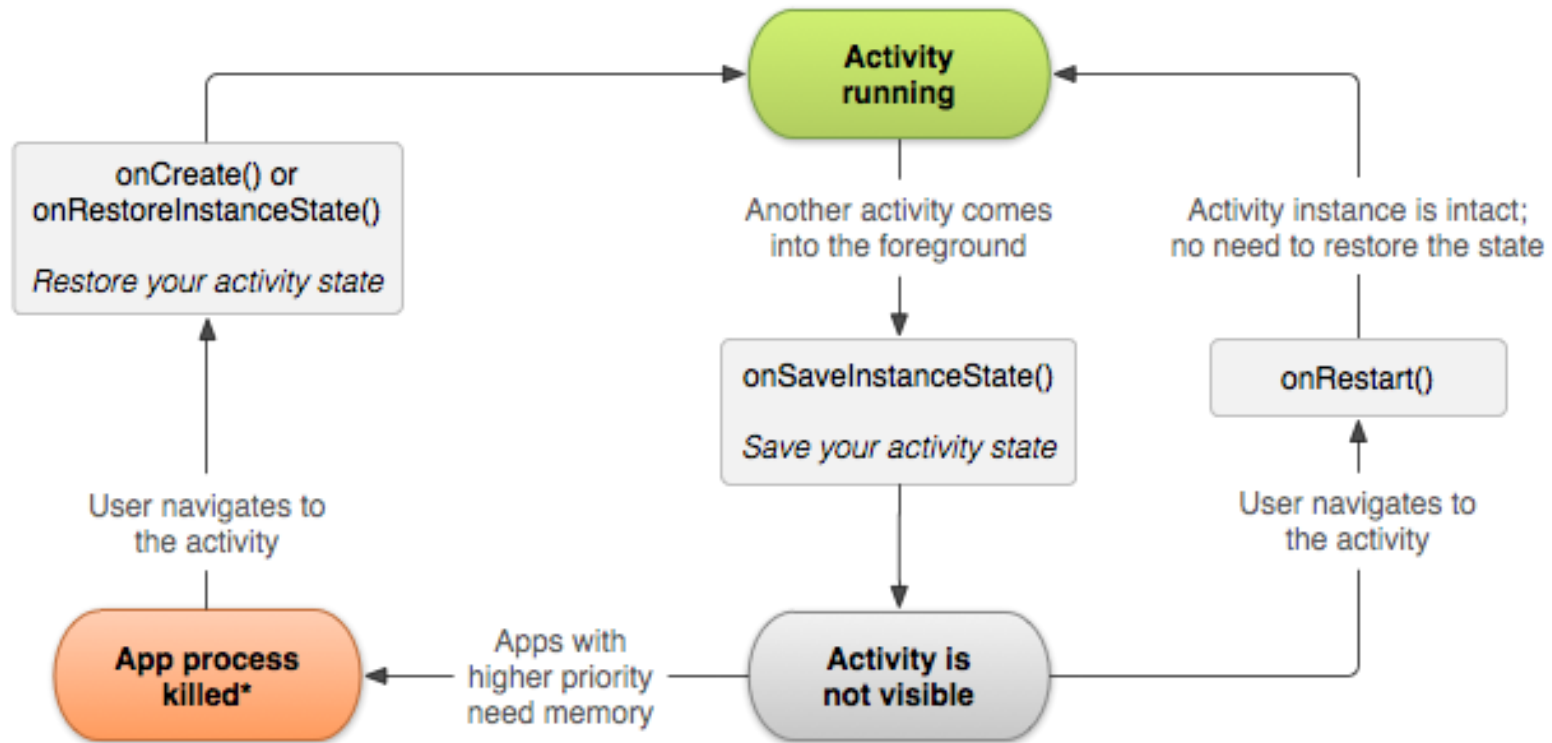 Activity
running
onCreate() or
onRestoreInstanceState()
Restore your activity state
Another activity comes
into the foreground
Activity instance is intact;
no need to restore the state
onSaveInstanceState()
Save your activity state
onRestart()
User navigates to
the activity
User navigates to
the activity
App process
killed*
Apps with
higher priority
need memory
Activity is
not visible